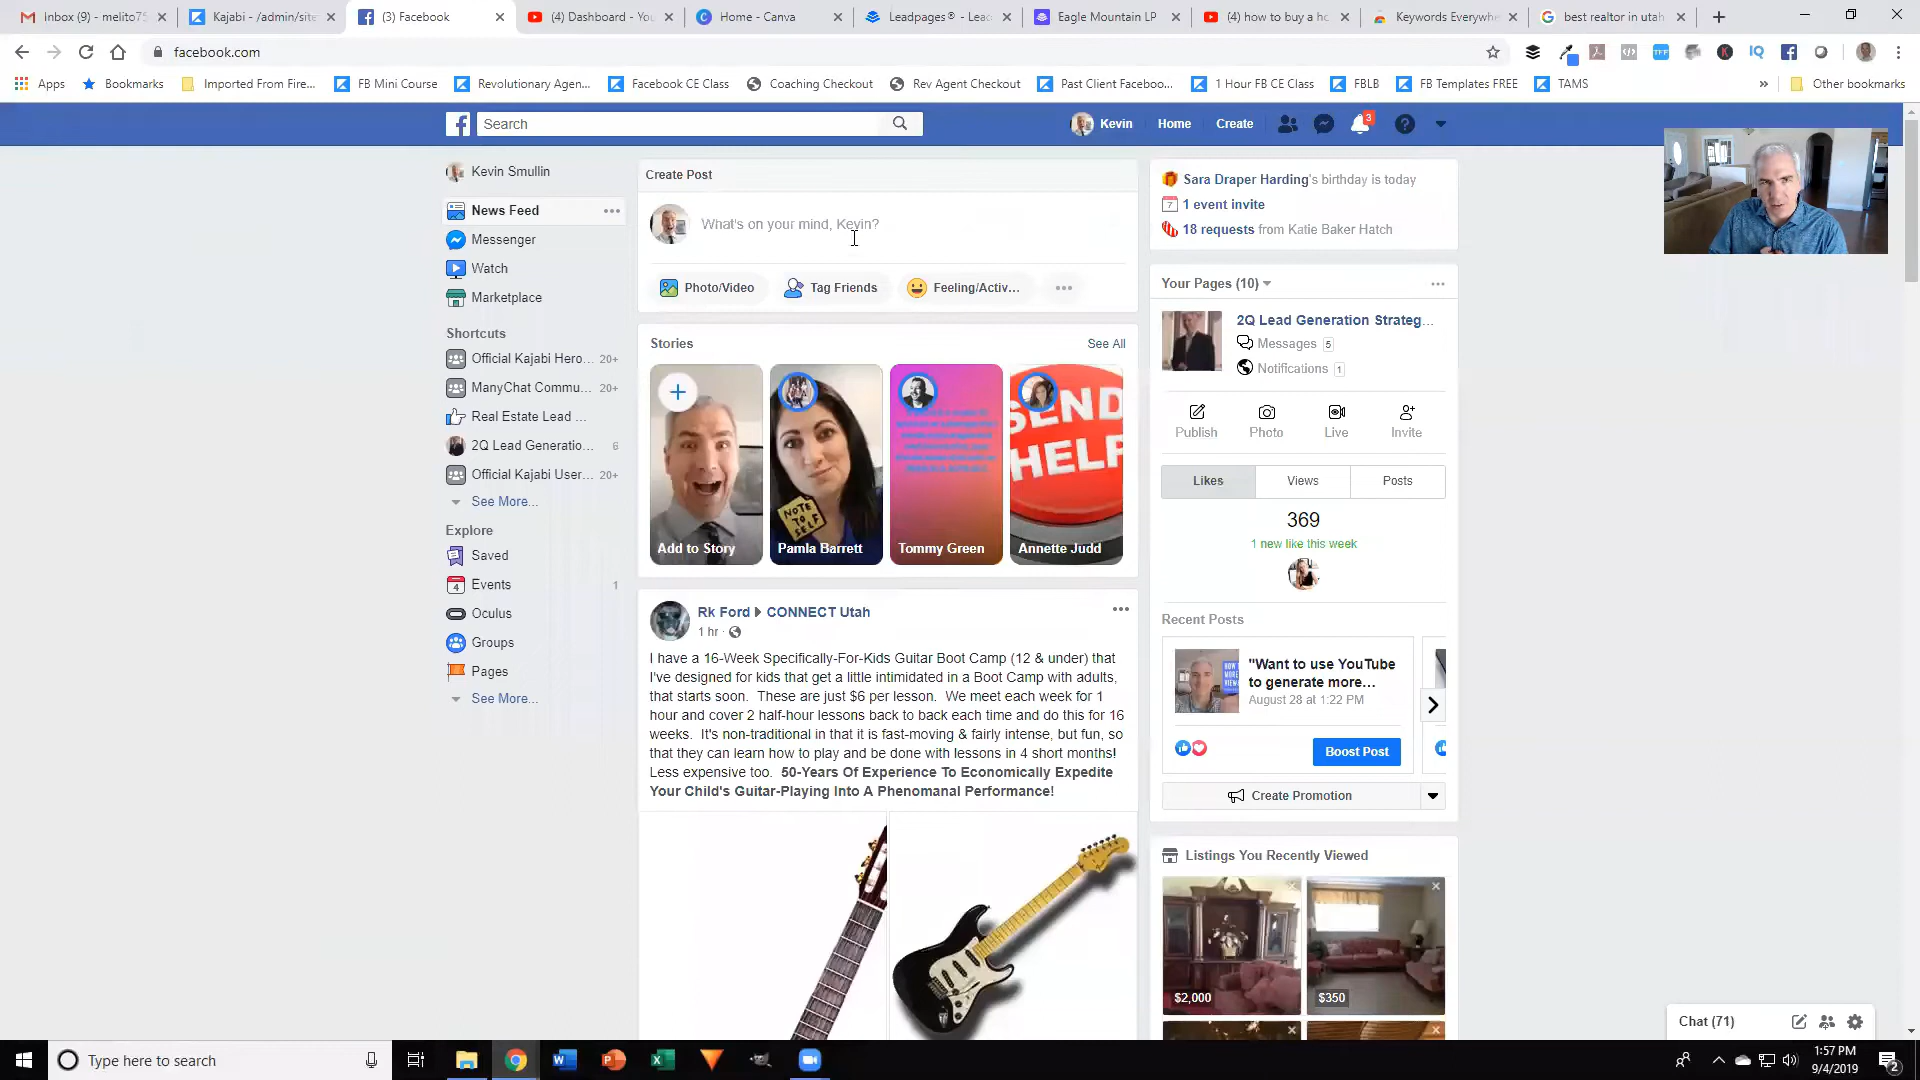 Inbox (9) - melito75
Kajabi - /admin/site
(3) Facebook
(4) Dashboard - You
Home - Canva
Leadpages® - Lea
Eagle Mountain LP
(4) how to buy a ho
Keywords Everywhe
best realtor in utah
facebook.com
Apps
Bookmarks
Imported From Fire...
FB Mini Course
Revolutionary Agen...
Facebook CE Class
Coaching Checkout
Rev Agent Checkout
Past Client Faceboo...
1 Hour FB CE Class
FBLB
FB Templates FREE
TAMS
Other bookmarks
Search
Kevin
Home
Create
3
Kevin Smullin
News Feed
Messenger
Watch
Marketplace
Shortcuts
Official Kajabi Hero... 20+
ManyChat Commu... 20+
Real Estate Lead ...
2Q Lead Generatio... 6
Official Kajabi User... 20+
See More...
Explore
Saved
Events 1
Oculus
Groups
Pages
See More...
Create Post
What's on your mind, Kevin?
Photo/Video
Tag Friends
Feeling/Activ...
Stories
See All
NOTE TO SELF
SEND HELP
Add to Story
Pamla Barrett
Tommy Green
Annette Judd
Rk Ford ▶ CONNECT Utah
1 hr ·
I have a 16-Week Specifically-For-Kids Guitar Boot Camp (12 & under) that
I've designed for kids that get a little intimidated in a Boot Camp with adults,
that starts soon. These are just $6 per lesson. We meet each week for 1
hour and cover 2 half-hour lessons back to back each time and do this for 16
weeks. It's non-traditional in that it is fast-moving & fairly intense, but fun, so
that they can learn how to play and be done with lessons in 4 short months!
Less expensive too. 50-Years Of Experience To Economically Expedite
Your Child's Guitar-Playing Into A Phenomanal Performance!
Sara Draper Harding's birthday is today
1 event invite
18 requests from Katie Baker Hatch
Your Pages (10)
2Q Lead Generation Strateg...
Messages 5
Notifications 1
Publish
Photo
Live
Invite
Likes
Views
Posts
369
1 new like this week
Recent Posts
"Want to use YouTube
to generate more...
August 28 at 1:22 PM
Boost Post
Create Promotion
Listings You Recently Viewed
$2,000
$350
Chat (71)
Type here to search
1:57 PM
9/4/2019
2